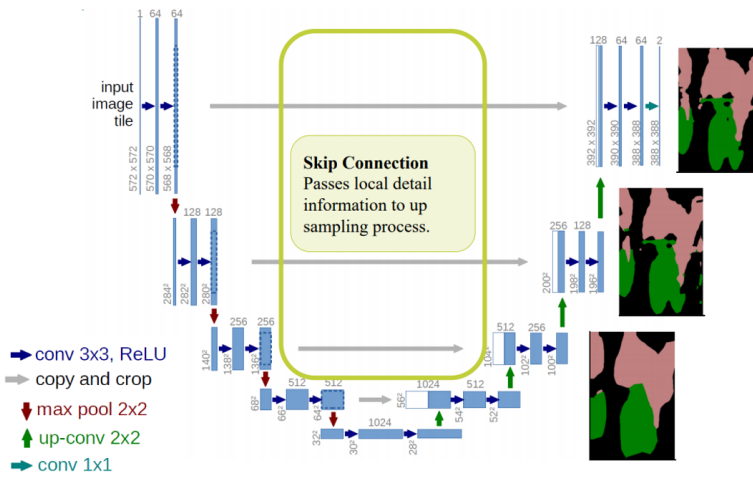 1 64 64
128 64 64 2
input
image
tile
572 x 572
570 x 570
568 x 568
392 x 392
390 x 390
388 x 388
388 x 388
Skip Connection
Passes local detail
information to up
sampling process.
128 128
256 128
284²
282²
280²
200²
198²
196²
256 256
512 256
140²
138²
136²
104²
102²
100²
512 512
1024 512
68²
66²
64²
56²
54²
52²
1024
32²
30²
28²
conv 3x3, ReLU
copy and crop
max pool 2x2
up-conv 2x2
conv 1x1